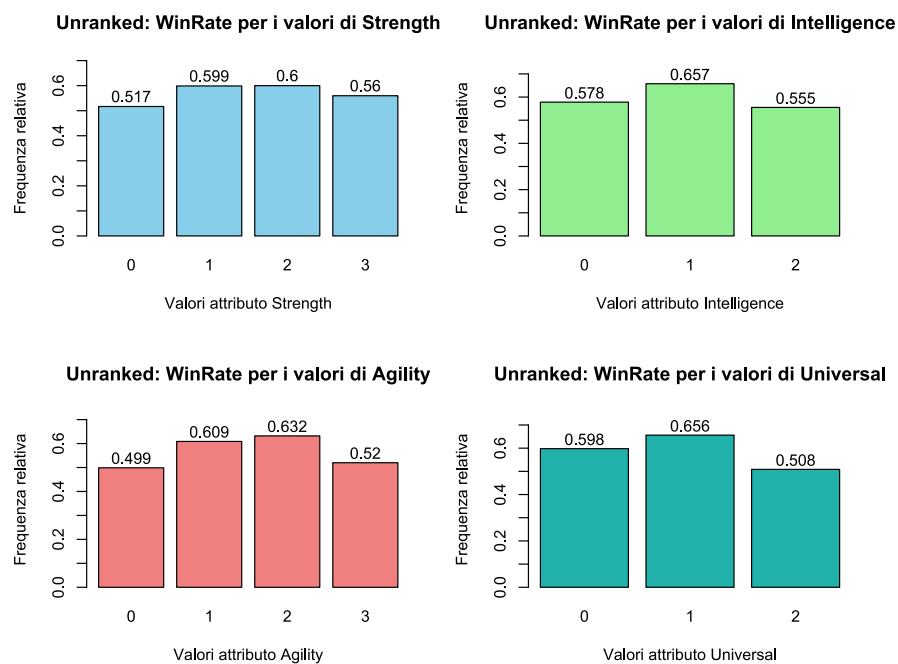 Unranked: WinRate per i valori di Strength
Frequenza relativa
0.0 0.2 0.4 0.6
0.517 0.599 0.6 0.56
0 1 2 3
Valori attributo Strength
Unranked: WinRate per i valori di Intelligence
Frequenza relativa
0.0 0.2 0.4 0.6
0.578 0.657 0.555
0 1 2
Valori attributo Intelligence
Unranked: WinRate per i valori di Agility
Frequenza relativa
0.0 0.2 0.4 0.6
0.499 0.609 0.632 0.52
0 1 2 3
Valori attributo Agility
Unranked: WinRate per i valori di Universal
Frequenza relativa
0.0 0.2 0.4 0.6
0.598 0.656 0.508
0 1 2
Valori attributo Universal